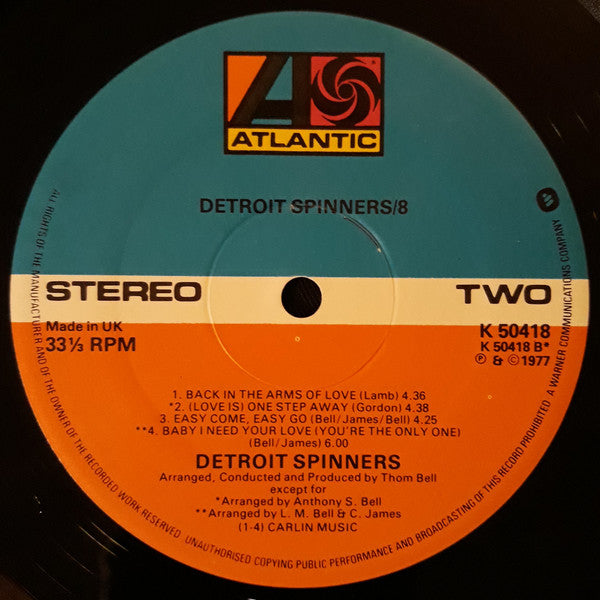 ATLANTIC
DETROIT SPINNERS/8
STEREO
TWO
Made in UK
33⅓ RPM
K 50418
K 50418 B*
Ⓟ & ©1977
1. BACK IN THE ARMS OF LOVE (Lamb) 4.36
*2. (LOVE IS) ONE STEP AWAY (Gordon) 4.38
3. EASY COME, EASY GO (Bell/James/Bell) 4.25
**4. BABY I NEED YOUR LOVE (YOU'RE THE ONLY ONE)
(Bell/James) 6.00
DETROIT SPINNERS
Arranged, Conducted and Produced by Thom Bell
except for
*Arranged by Anthony S. Bell
**Arranged by L. M. Bell & C. James
(1-4) CARLIN MUSIC
ALL RIGHTS OF THE MANUFACTURER AND OF THE OWNER OF THE RECORDED WORK RESERVED. UNAUTHORISED COPYING PUBLIC PERFORMANCE AND BROADCASTING OF THIS RECORD PROHIBITED A WARNER COMMUNICATIONS COMPANY